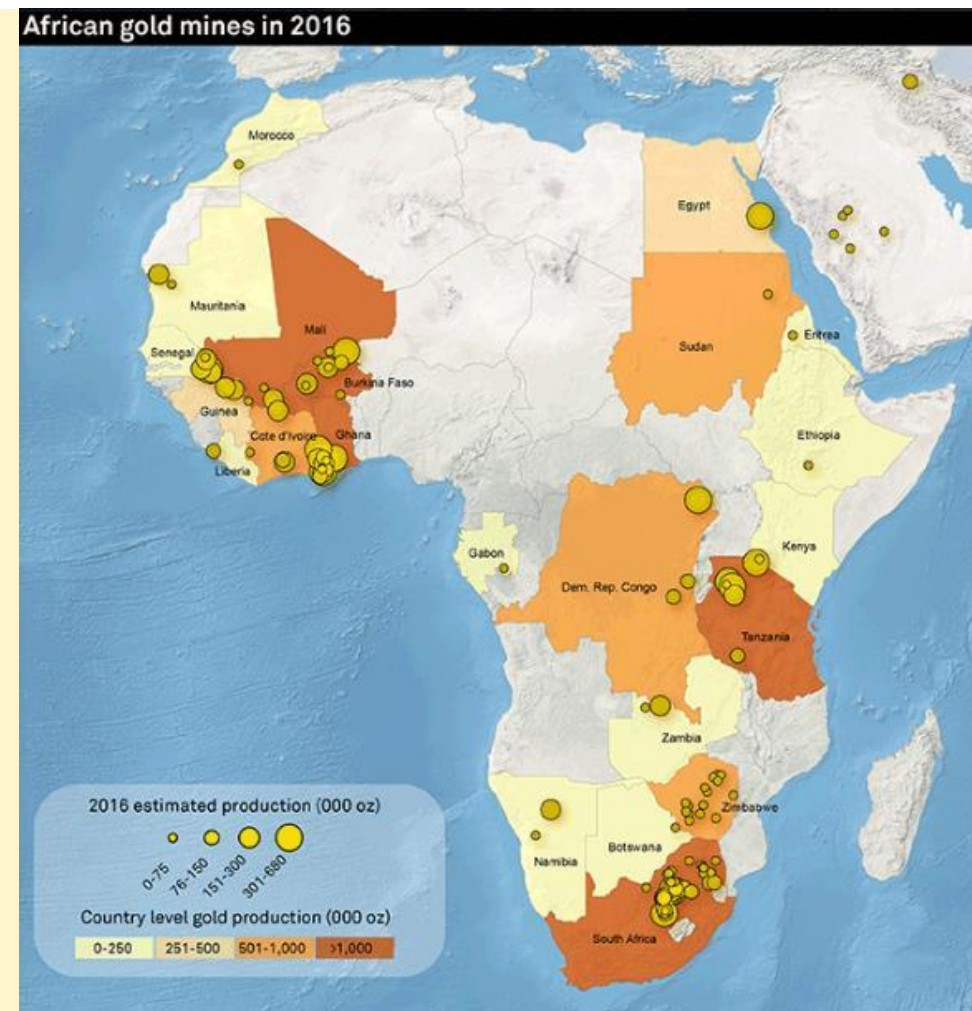 African gold mines in 2016
Morocco
Egypt
Mauritania
Mali
Sudan
Eritrea
Senegal
Burkina Faso
Guinea
Cote d'Ivoire
Ghana
Ethiopia
Liberia
Gabon
Kenya
Dem. Rep. Congo
Tanzania
Zambia
Zimbabwe
Botswana
Namibia
South Africa
2016 estimated production (000 oz)
0-75
76-150
151-300
301-680
Country level gold production (000 oz)
0-250
251-500
501-1,000
>1,000